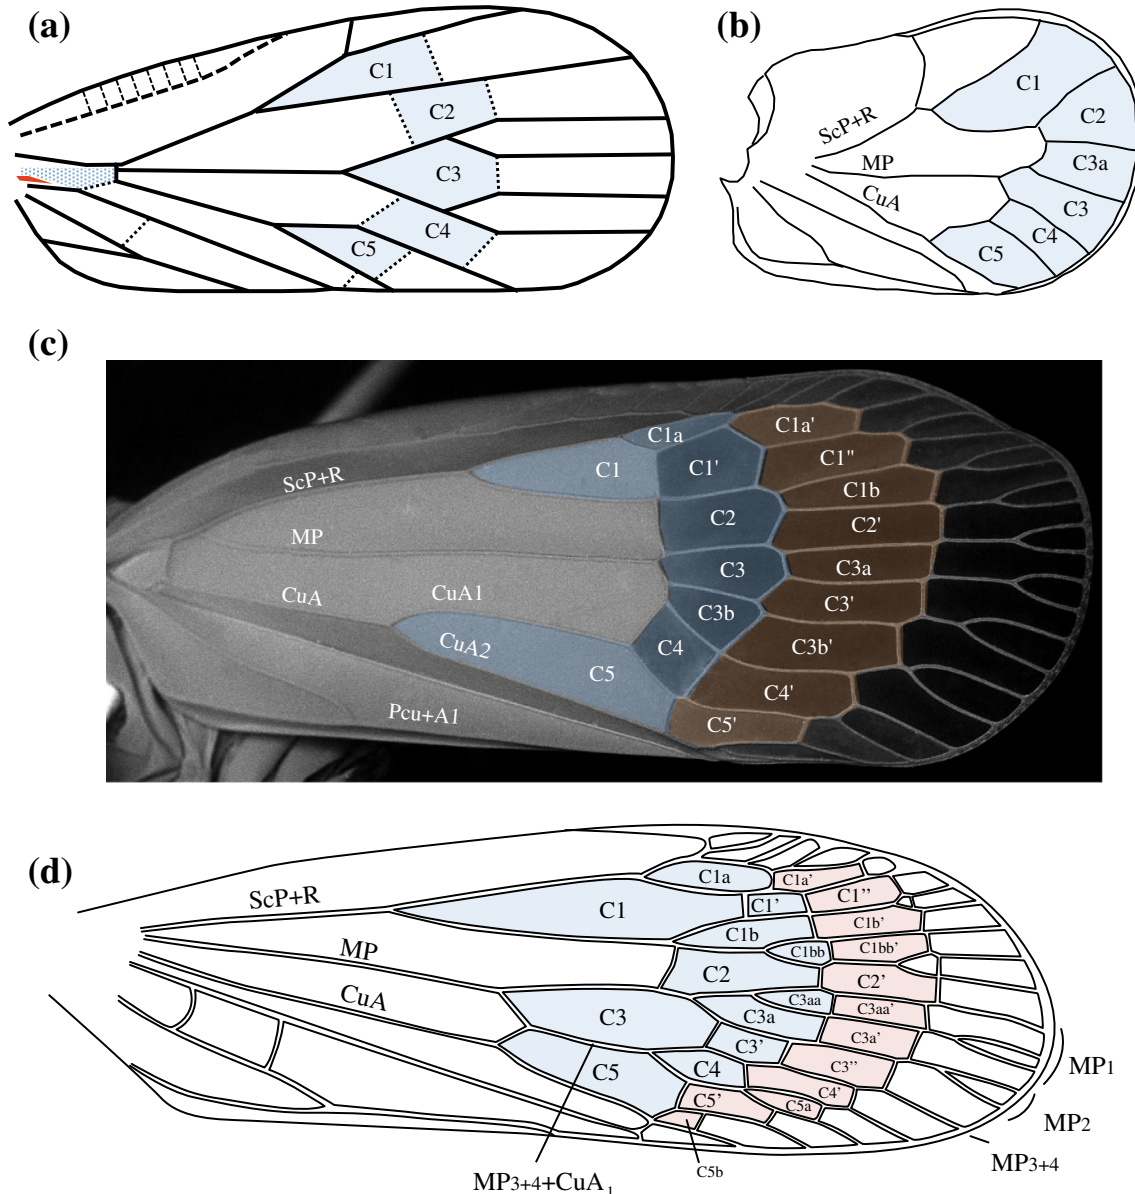 (a)
C1
C2
C3
C4
C5
(b)
C1
C2
ScP+R
MP
C3a
CuA
C3
C4
C5
(c)
C1a
C1a'
C1
C1'
C1"
ScP+R
C1b
C2
C2'
MP
C3
C3a
CuA
CuA1
C3b
C3'
CuA2
C4
C3b'
C5
C4'
Pcu+A1
C5'
(d)
C1a
C1a’
ScP+R
C1
C1’
C1’’
C1b
C1b’
MP
C1bb
C1bb’
C2
C2’
CuA
C3aa
C3aa’
C3
C3a
C3a’
C3’
C3’’
C5
C4
C4’
C5’
C5a
MP1
MP2
MP3+4
C5b
MP3+4+CuA1